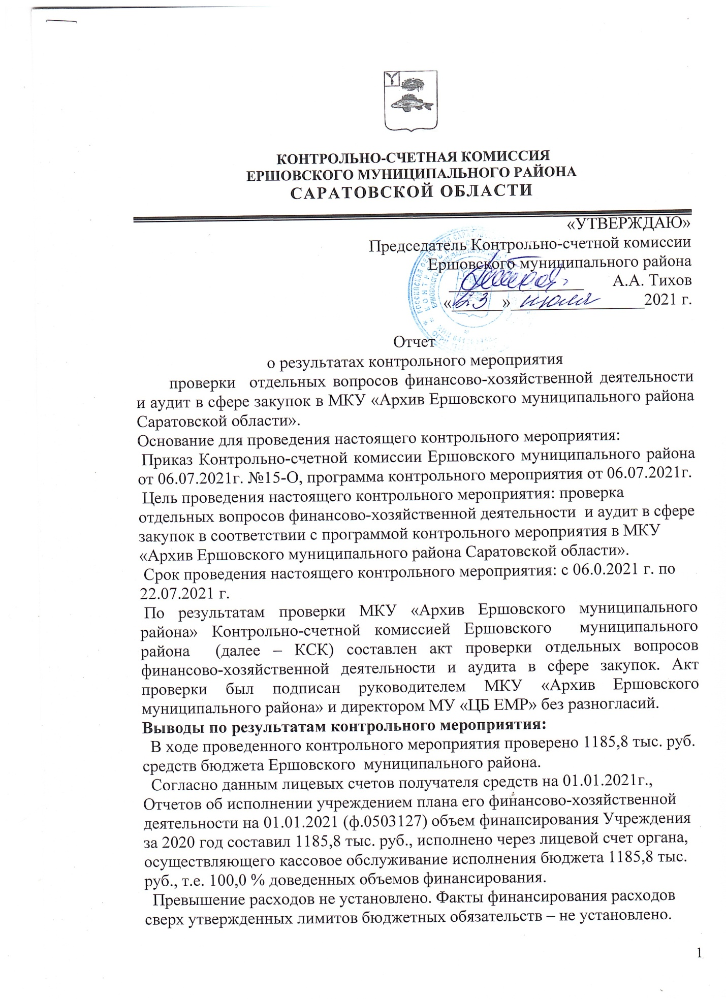 КОНТРОЛЬНО-СЧЕТНАЯ КОМИССИЯ
ЕРШОВСКОГО МУНИЦИПАЛЬНОГО РАЙОНА
САРАТОВСКОЙ ОБЛАСТИ
«УТВЕРЖДАЮ»
Председатель Контрольно-счетной комиссии
Ершовского муниципального района
А.А. Тихов
« 23 » июля 2021 г.
Отчет
о результатах контрольного мероприятия
проверки отдельных вопросов финансово-хозяйственной деятельности
и аудит в сфере закупок в МКУ «Архив Ершовского муниципального района
Саратовской области».
Основание для проведения настоящего контрольного мероприятия:
Приказ Контрольно-счетной комиссии Ершовского муниципального района
от 06.07.2021г. №15-О, программа контрольного мероприятия от 06.07.2021г.
Цель проведения настоящего контрольного мероприятия: проверка
отдельных вопросов финансово-хозяйственной деятельности и аудит в сфере
закупок в соответствии с программой контрольного мероприятия в МКУ
«Архив Ершовского муниципального района Саратовской области».
Срок проведения настоящего контрольного мероприятия: с 06.0.2021 г. по
22.07.2021 г.
По результатам проверки МКУ «Архив Ершовского муниципального
района» Контрольно-счетной комиссией Ершовского муниципального
района (далее – КСК) составлен акт проверки отдельных вопросов
финансово-хозяйственной деятельности и аудита в сфере закупок. Акт
проверки был подписан руководителем МКУ «Архив Ершовского
муниципального района» и директором МУ «ЦБ ЕМР» без разногласий.
Выводы по результатам контрольного мероприятия:
В ходе проведенного контрольного мероприятия проверено 1185,8 тыс. руб.
средств бюджета Ершовского муниципального района.
Согласно данным лицевых счетов получателя средств на 01.01.2021г.,
Отчетов об исполнении учреждением плана его финансово-хозяйственной
деятельности на 01.01.2021 (ф.0503127) объем финансирования Учреждения
за 2020 год составил 1185,8 тыс. руб., исполнено через лицевой счет органа,
осуществляющего кассовое обслуживание исполнения бюджета 1185,8 тыс.
руб., т.е. 100,0 % доведенных объемов финансирования.
Превышение расходов не установлено. Факты финансирования расходов
сверх утвержденных лимитов бюджетных обязательств – не установлено.
1